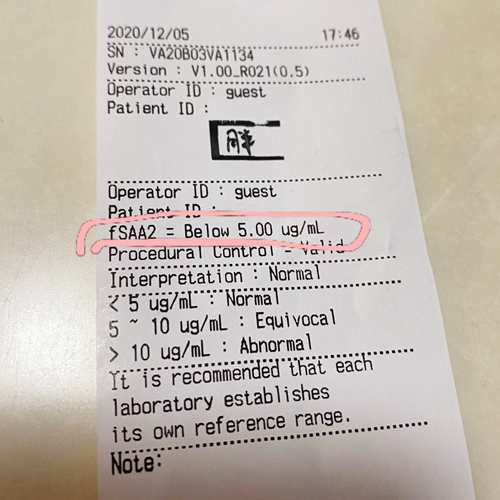 2020/12/05 17:46
SN : VA20B03VA1134
Version : V1.00_R021(0.5)
Operator ID : guest
Patient ID :
胖
Operator ID : guest
Patient ID :
fSAA2 = Below 5.00 ug/mL
Procedural Control = Valid
Interpretation : Normal
< 5 ug/mL : Normal
5 ~ 10 ug/mL : Equivocal
> 10 ug/mL : Abnormal
It is recommended that each
laboratory establishes
its own reference range.
Note: